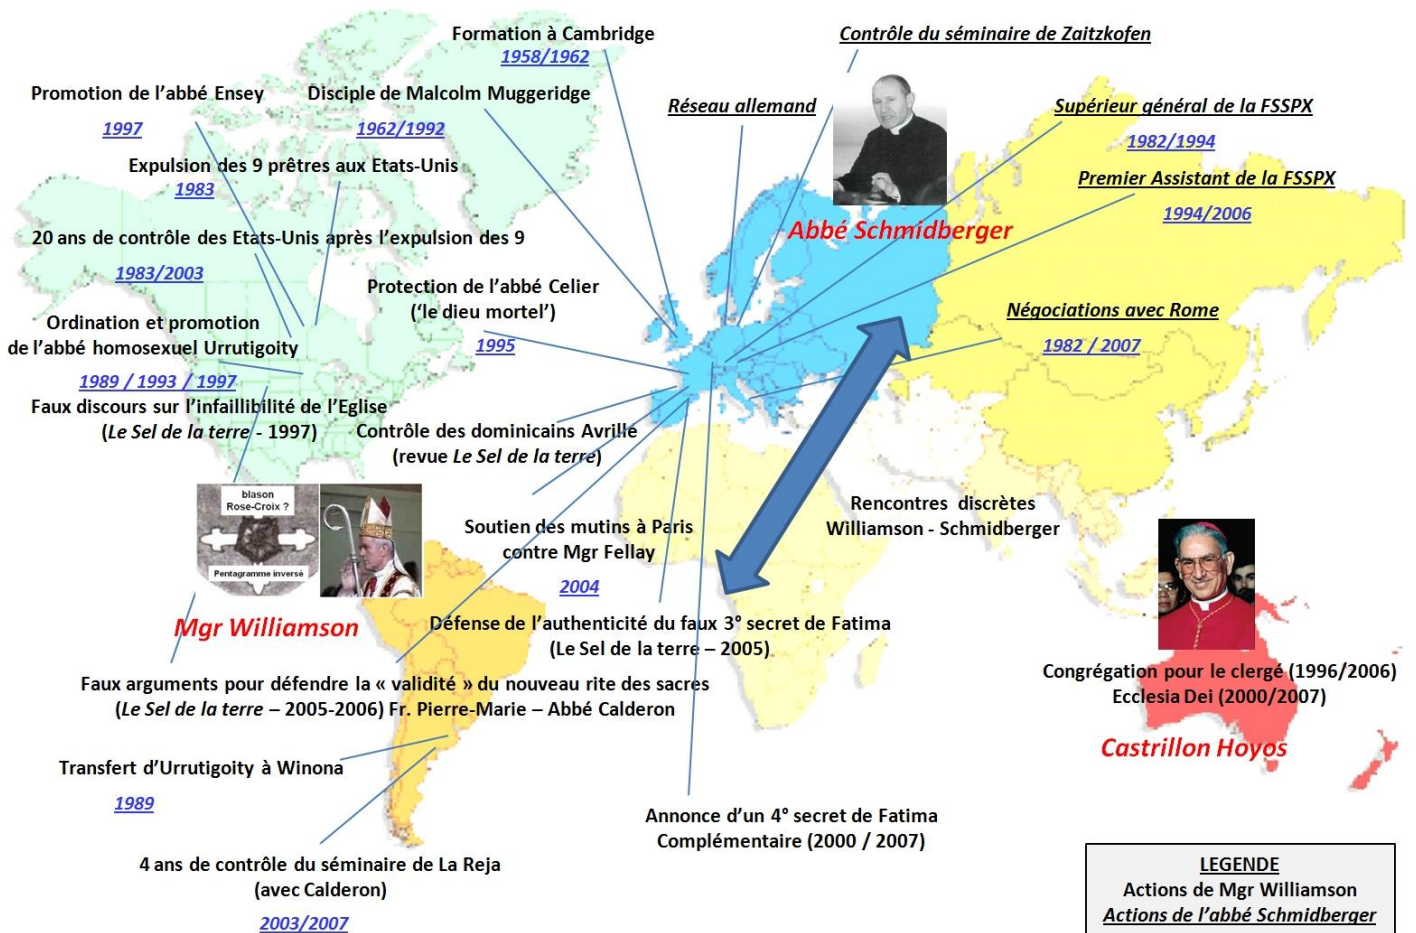 Formation à Cambridge
1958/1962
Contrôle du séminaire de Zaitzkofen
Promotion de l’abbé Ensey
1997
Disciple de Malcolm Muggeridge
1962/1992
Réseau allemand
Supérieur général de la FSSPX
1982/1994
Expulsion des 9 prêtres aux Etats-Unis
1983
Premier Assistant de la FSSPX
1994/2006
Abbé Schmidberger
20 ans de contrôle des Etats-Unis après l’expulsion des 9
1983/2003
Protection de l’abbé Celier
(‘le dieu mortel’)
1995
Négociations avec Rome
1982 / 2007
Ordination et promotion
de l’abbé homosexuel Urrutigoity
1989 / 1993 / 1997
Faux discours sur l’infaillibilité de l’Eglise
(Le Sel de la terre - 1997)
Contrôle des dominicains Avrille
(revue Le Sel de la terre)
blason
Rose-Croix ?
Pentagramme inversé
Mgr Williamson
Soutien des mutins à Paris
contre Mgr Fellay
2004
Rencontres discrètes
Williamson - Schmidberger
Défense de l’authenticité du faux 3° secret de Fatima
(Le Sel de la terre – 2005)
Congrégation pour le clergé (1996/2006)
Ecclesia Dei (2000/2007)
Castrillon Hoyos
Faux arguments pour défendre la « validité » du nouveau rite des sacres
(Le Sel de la terre – 2005-2006) Fr. Pierre-Marie – Abbé Calderon
Transfert d’Urrutigoity à Winona
1989
Annonce d’un 4° secret de Fatima
Complémentaire (2000 / 2007)
4 ans de contrôle du séminaire de La Reja
(avec Calderon)
2003/2007
LEGENDE
Actions de Mgr Williamson
Actions de l’abbé Schmidberger